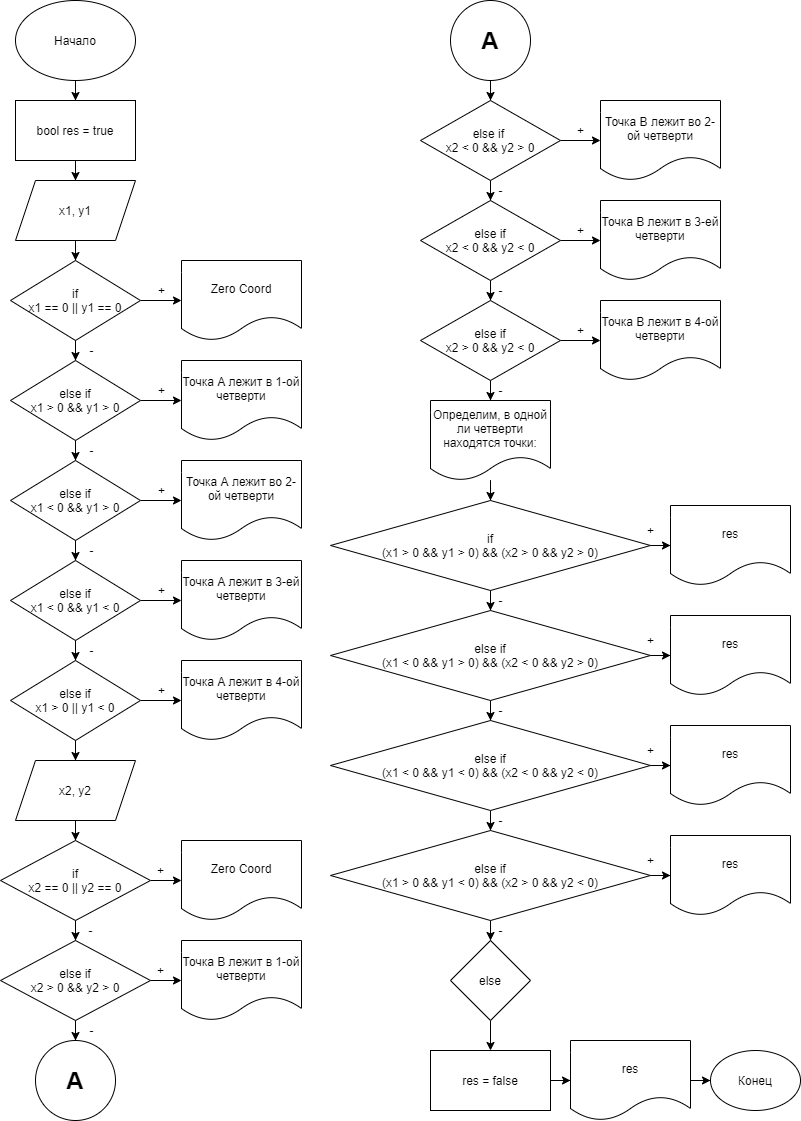 Начало
bool res = true
x1, y1
if
x1 == 0 || y1 == 0
+
Zero Coord
-
else if
x1 > 0 && y1 > 0
+
Точка А лежит в 1-ой
четверти
-
else if
x1 < 0 && y1 > 0
+
Точка А лежит во 2-
ой четверти
-
else if
x1 < 0 && y1 < 0
+
Точка А лежит в 3-ей
четверти
-
else if
x1 > 0 || y1 < 0
+
Точка А лежит в 4-ой
четверти
x2, y2
if
x2 == 0 || y2 == 0
+
Zero Coord
-
else if
x2 > 0 && y2 > 0
+
Точка B лежит в 1-ой
четверти
-
A
A
else if
x2 < 0 && y2 > 0
+
Точка B лежит во 2-
ой четверти
-
else if
x2 < 0 && y2 < 0
+
Точка B лежит в 3-ей
четверти
-
else if
x2 > 0 && y2 < 0
+
Точка B лежит в 4-ой
четверти
-
Определим, в одной
ли четверти
находятся точки:
if
(x1 > 0 && y1 > 0) && (x2 > 0 && y2 > 0)
+
res
-
else if
(x1 < 0 && y1 > 0) && (x2 < 0 && y2 > 0)
+
res
-
else if
(x1 < 0 && y1 < 0) && (x2 < 0 && y2 < 0)
+
res
-
else if
(x1 > 0 && y1 < 0) && (x2 > 0 && y2 < 0)
+
res
-
else
res = false
res
Конец